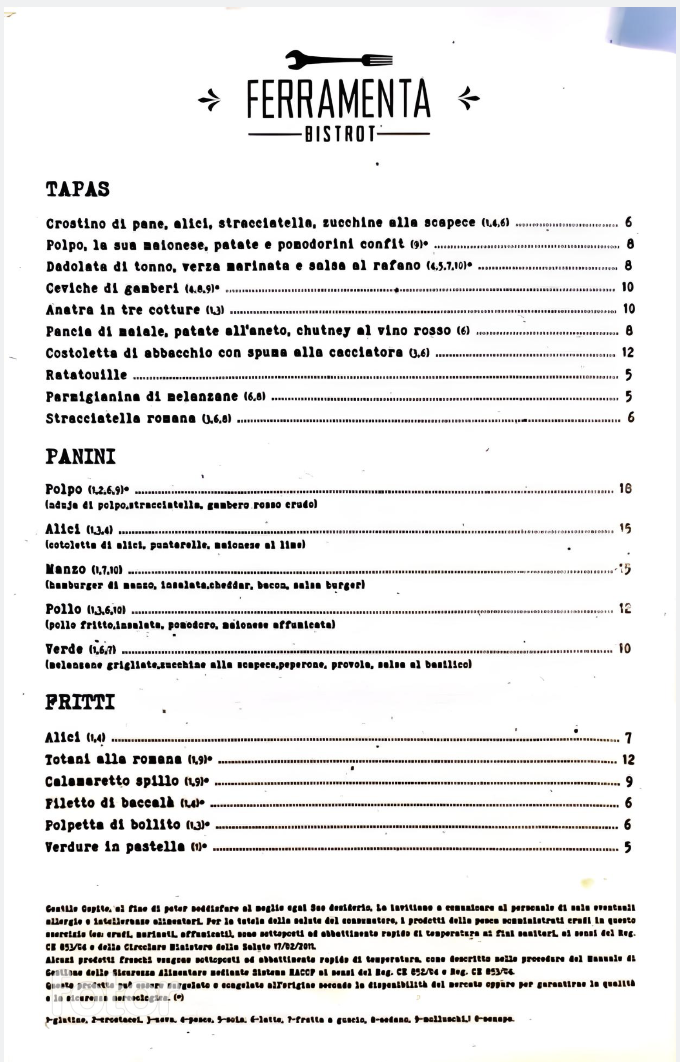 FERRAMENTA
BISTROT
TAPAS
Crostino di pane, alici, stracciatella, zucchine alla scapece (1,4,6) 6
Polpo, la sua maionese, patate e pomodorini confit (9)* 8
Dadolata di tonno, verza marinata e salsa al rafano (4,5,7,10)* 8
Ceviche di gamberi (4,8,9)* 10
Anatra in tre cotture (1,3) 10
Pancia di maiale, patate all'aneto, chutney al vino rosso (6) 8
Costoletta di abbacchio con spuma alla cacciatora (3,6) 12
Ratatouille 5
Parmigianina di melanzane (6,8) 5
Stracciatella romana (3,6,8) 6
PANINI
Polpo (1,2,6,9)* 18
(nduja di polpo,stracciatella, gambero rosso crudo)
Alici (1,3,4) 15
(cotoletta di alici, puntarelle, maionese al lime)
Manzo (1,7,10) 15
(hamburger di manzo, insalata,cheddar, bacon, salsa burger)
Pollo (1,3,6,10) 12
(pollo fritto,insalata, pomodoro, maionese affumicata)
Verde (1,6,7) 10
(melanzane grigliate,zucchine alla scapece,peperone, provola, salsa al basilico)
FRITTI
Alici (1,4) 7
Totani alla romana (1,9)* 12
Calamaretto spillo (1,9)* 9
Filetto di baccalà (1,4)* 6
Polpetta di bollito (1,3)* 6
Verdure in pastella (1)* 5
Gentile Ospite, al fine di poter soddisfare al meglio ogni Suo desiderio, La invitiamo a comunicare al personale di sala eventuali
allergie o intolleranze alimentari. Per la tutela della salute del consumatore, i prodotti della pesca somministrati crudi in questo
esercizio (es: crudi, marinati, affumicati), sono sottoposti ad abbattimento rapido di temperatura ai fini sanitari, ai sensi del Reg.
CE 853/04 e della Circolare Ministero della Salute 17/02/2011.
Alcuni prodotti freschi vengono sottoposti ad abbattimento rapido di temperatura, come descritto nelle procedure del Manuale di
Gestione della Sicurezza Alimentare mediante Sistema HACCP ai sensi del Reg. CE 852/04 e Reg. CE 853/04.
Questo prodotto può essere surgelato o congelato all'origine secondo la disponibilità del mercato oppure per garantirne la qualità
e la sicurezza (*)
1-glutine, 2-crostacei, 3-uova, 4-pesce, 5-soia, 6-latte, 7-frutta a guscio, 8-sedano, 9-molluschi,10-senape.